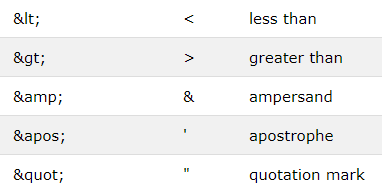 &lt; < less than
&gt; > greater than
&amp; & ampersand
&apos; ' apostrophe
&quot; " quotation mark